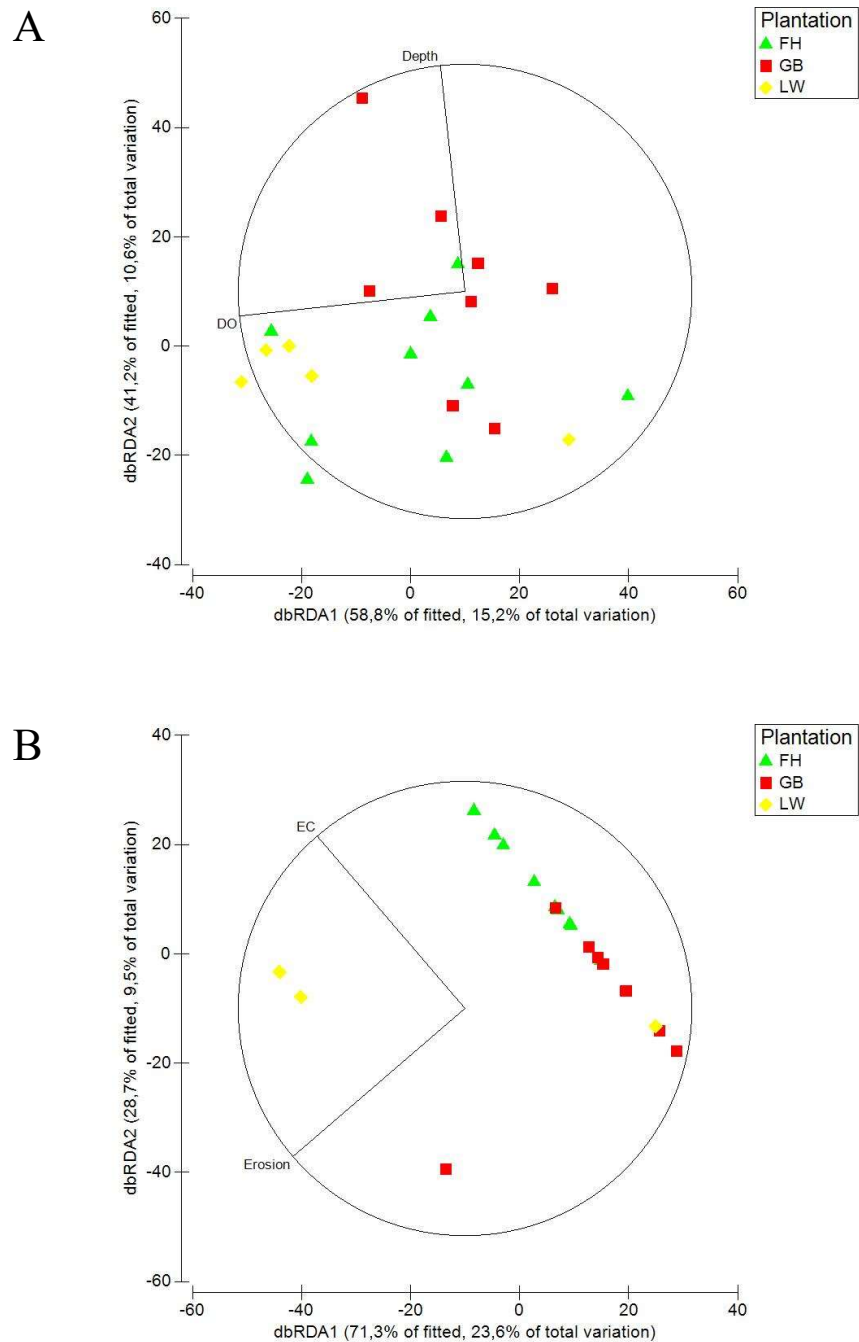 A
60
40
20
0
-20
-40
dbRDA2 (41,2% of fitted, 10,6% of total variation)
Depth
DO
-40 -20 0 20 40 60
dbRDA1 (58,8% of fitted, 15,2% of total variation)
Plantation
FH
GB
LW
B
40
20
0
-20
-40
-60
dbRDA2 (28,7% of fitted, 9,5% of total variation)
EC
Erosion
-60 -40 -20 0 20 40
dbRDA1 (71,3% of fitted, 23,6% of total variation)
Plantation
FH
GB
LW